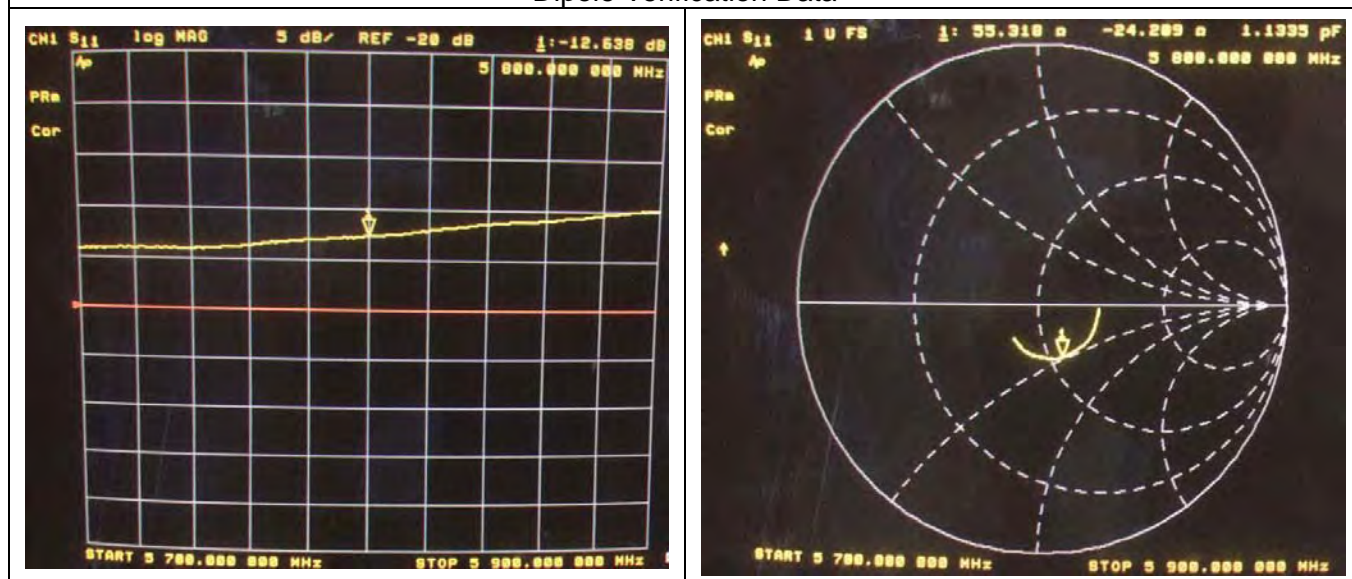 Dipole Verification Data
CH1 S11 log MAG 5 dB/ REF -20 dB 1:-12.638 dB
5 800.000 000 MHz
PRm
Cor
START 5 700.000 000 MHz STOP 5 900.000 000 MHz
CH1 S11 1 U FS 1: 55.318 Ω -24.209 Ω 1.1335 pF
5 800.000 000 MHz
PRm
Cor
START 5 700.000 000 MHz STOP 5 900.000 000 MHz